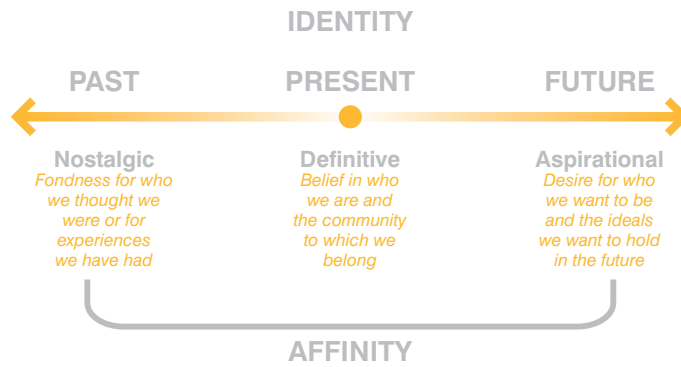 IDENTITY
PAST
PRESENT
FUTURE
Nostalgic
Fondness for who
we thought we
were or for
experiences
we have had
Definitive
Belief in who
we are and
the community
to which we
belong
Aspirational
Desire for who
we want to be
and the ideals
we want to hold
in the future
AFFINITY